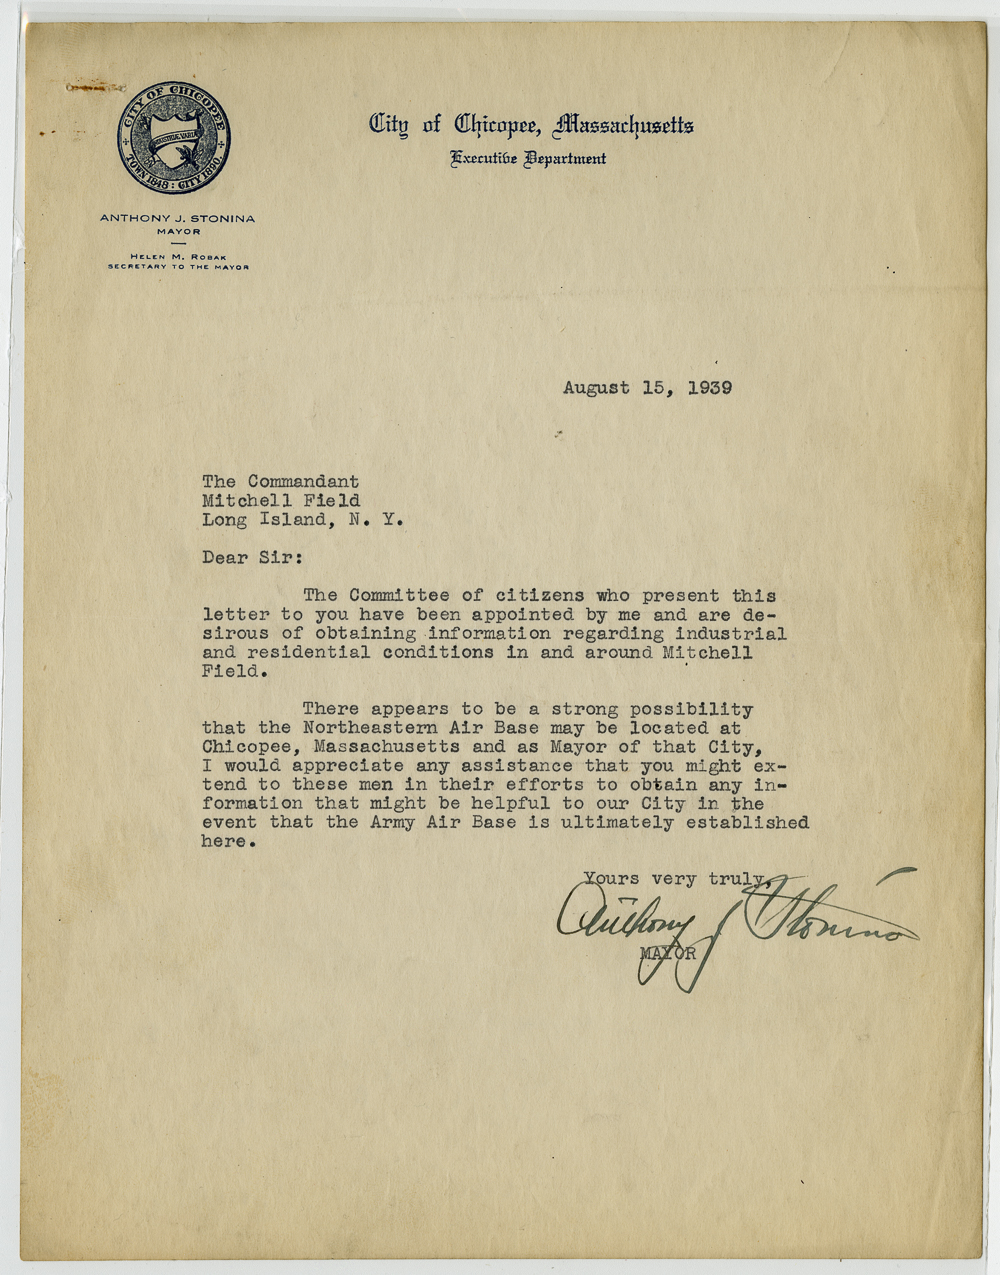 CITY OF CHICOPEE
INDUSTRIAE VARIAE
TOWN 1848 : CITY 1890.
City of Chicopee, Massachusetts
Executive Department
ANTHONY J. STONINA
MAYOR
HELEN M. ROBAK
SECRETARY TO THE MAYOR
August 15, 1939
The Commandant
Mitchell Field
Long Island, N. Y.
Dear Sir:
The Committee of citizens who present this
letter to you have been appointed by me and are de-
sirous of obtaining information regarding industrial
and residential conditions in and around Mitchell
Field.
There appears to be a strong possibility
that the Northeastern Air Base may be located at
Chicopee, Massachusetts and as Mayor of that City,
I would appreciate any assistance that you might ex-
tend to these men in their efforts to obtain any in-
formation that might be helpful to our City in the
event that the Army Air Base is ultimately established
here.
Yours very truly,
Anthony J Stonina
MAYOR